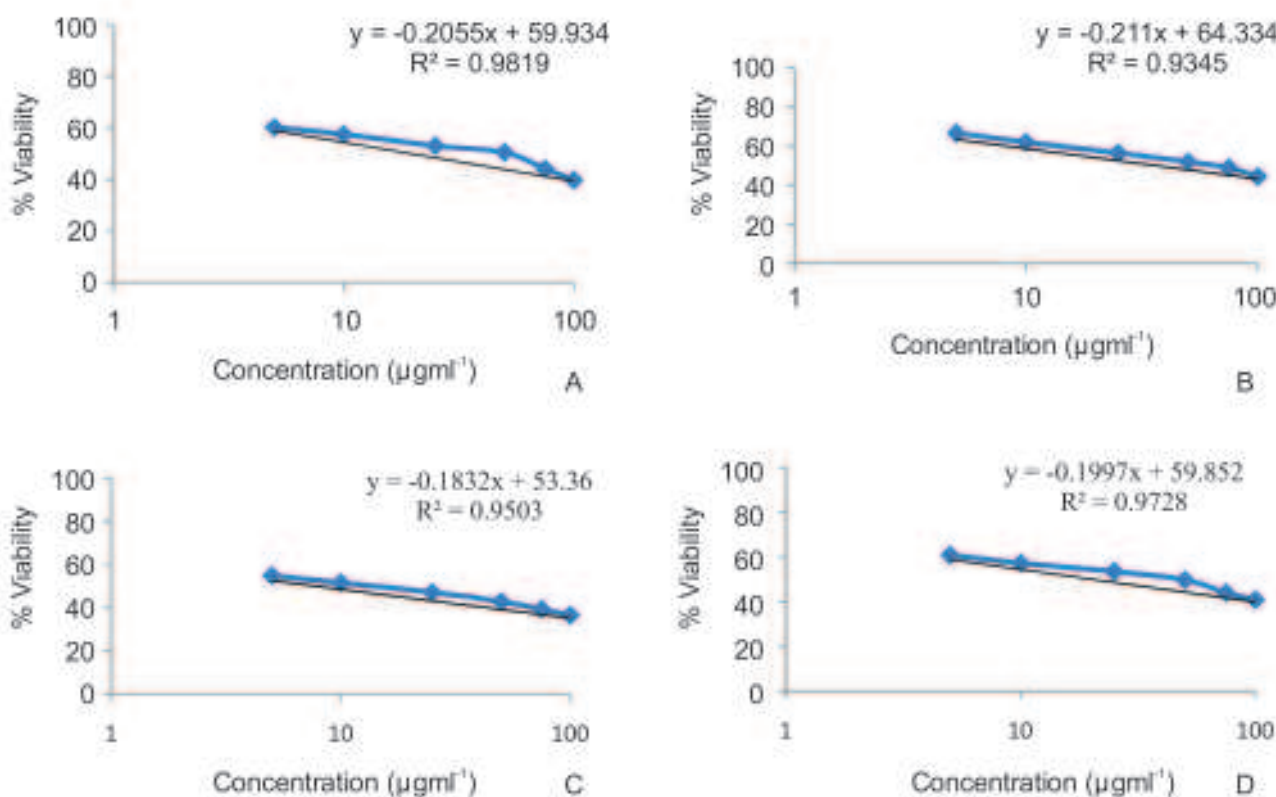 y = -0.2055x + 59.934
R² = 0.9819
100
80
60
40
20
0
% Viability
1
10
100
Concentration (µgml⁻¹)
A
y = -0.211x + 64.334
R² = 0.9345
100
80
60
40
20
0
% Viability
1
10
100
Concentration (µgml⁻¹)
B
y = -0.1832x + 53.36
R² = 0.9503
100
80
60
40
20
0
% Viability
1
10
100
Concentration (µgml⁻¹)
C
y = -0.1997x + 59.852
R² = 0.9728
100
80
60
40
20
0
% Viability
1
10
100
Concentration (µgml⁻¹)
D